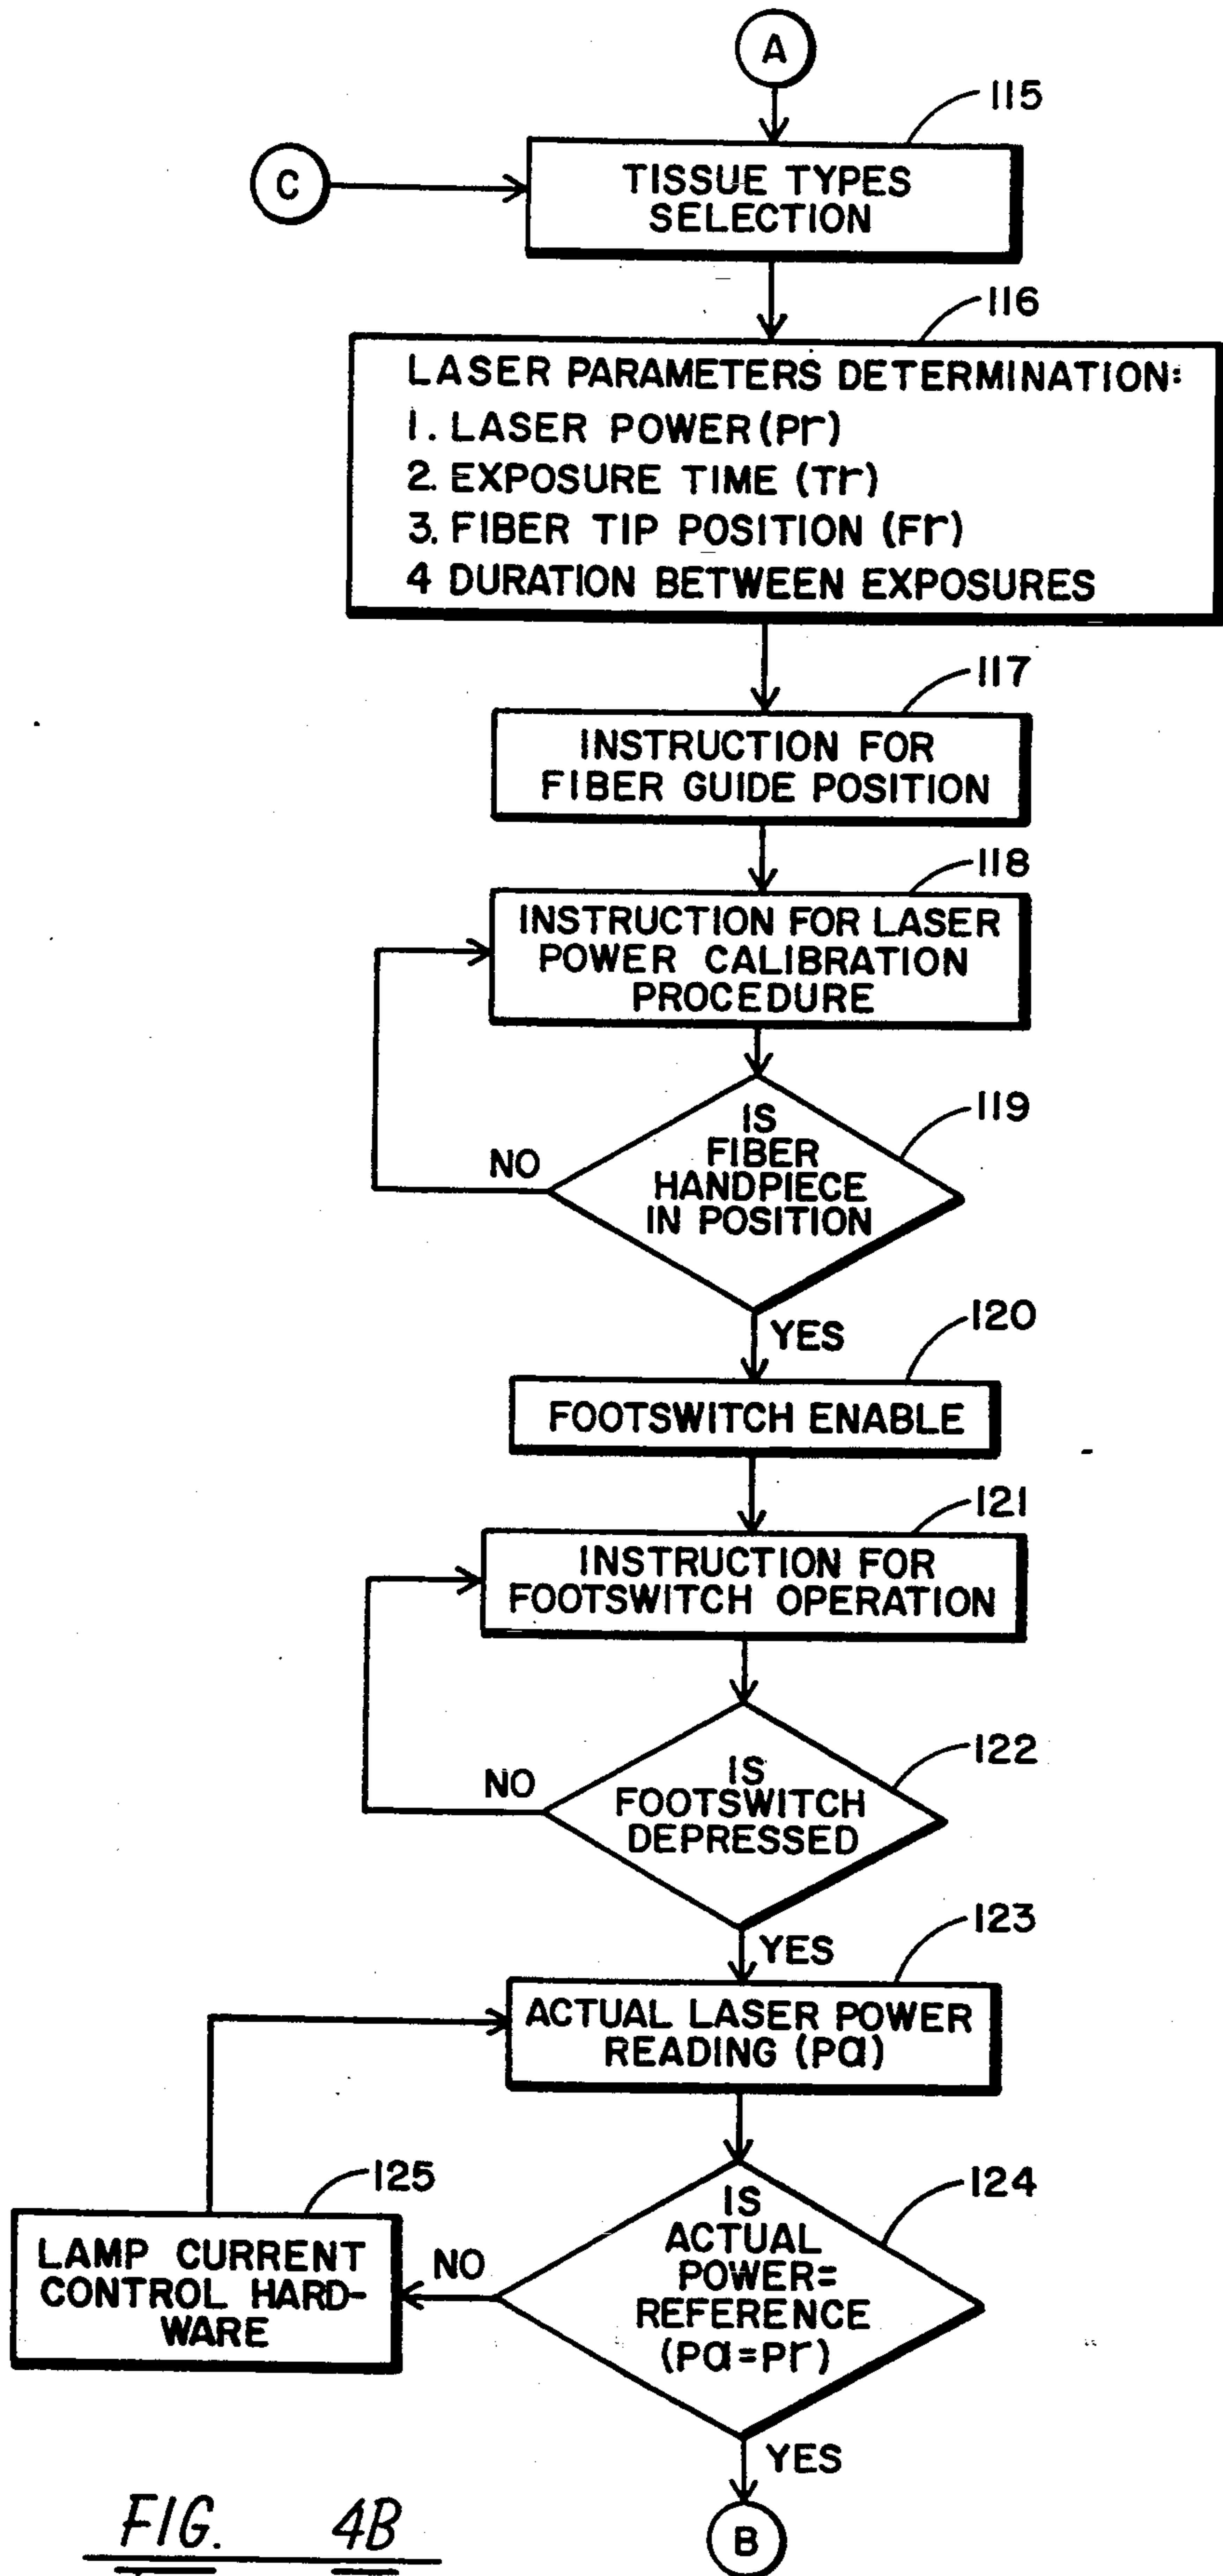 A
115
C
TISSUE TYPES
SELECTION
116
LASER PARAMETERS DETERMINATION:
1. LASER POWER (Pr)
2. EXPOSURE TIME (Tr)
3. FIBER TIP POSITION (Fr)
4 DURATION BETWEEN EXPOSURES
117
INSTRUCTION FOR
FIBER GUIDE POSITION
118
INSTRUCTION FOR LASER
POWER CALIBRATION
PROCEDURE
119
IS
FIBER
HANDPIECE
IN POSITION
NO
YES
120
FOOTSWITCH ENABLE
121
INSTRUCTION FOR
FOOTSWITCH OPERATION
122
IS
FOOTSWITCH
DEPRESSED
NO
YES
123
ACTUAL LASER POWER
READING (Pa)
124
IS
ACTUAL
POWER=
REFERENCE
(Pa=Pr)
NO
125
LAMP CURRENT
CONTROL HARD-
WARE
YES
B
FIG. 4B